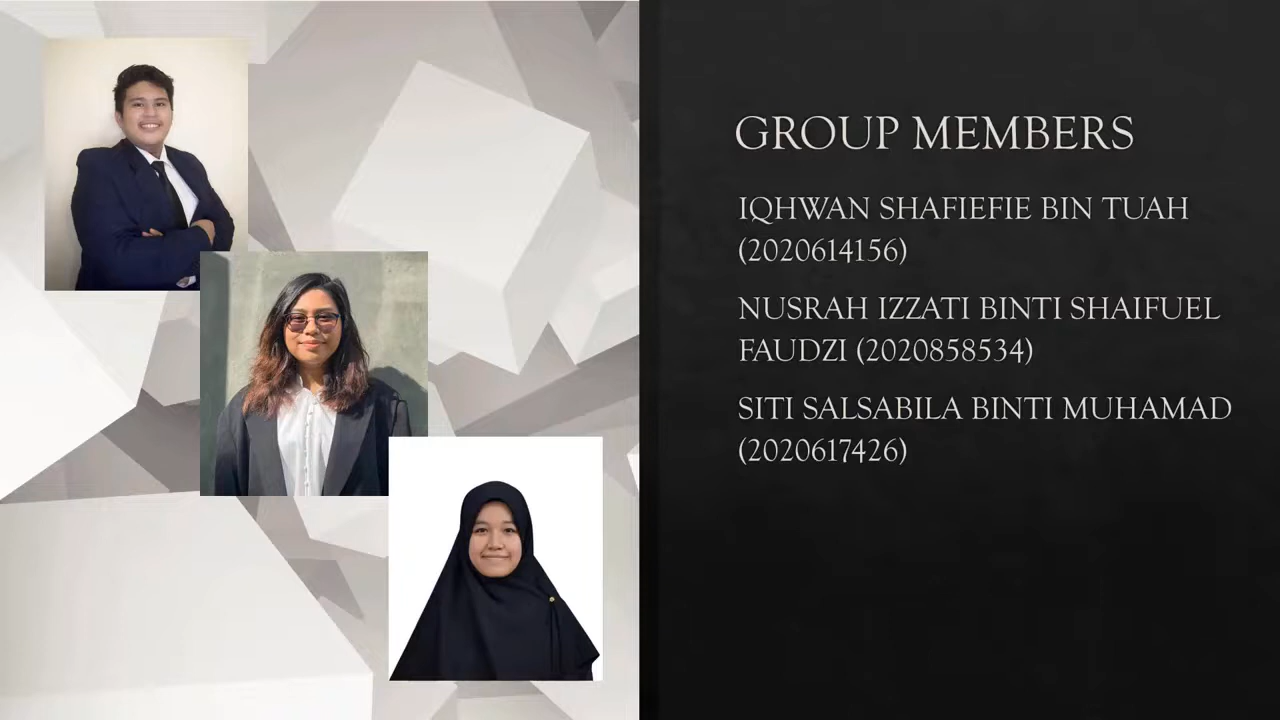 GROUP MEMBERS
IQHWAN SHAFIEFIE BIN TUAH
(2020614156)
NUSRAH IZZATI BINTI SHAIFUEL
FAUDZI (2020858534)
SITI SALSABILA BINTI MUHAMAD
(2020617426)